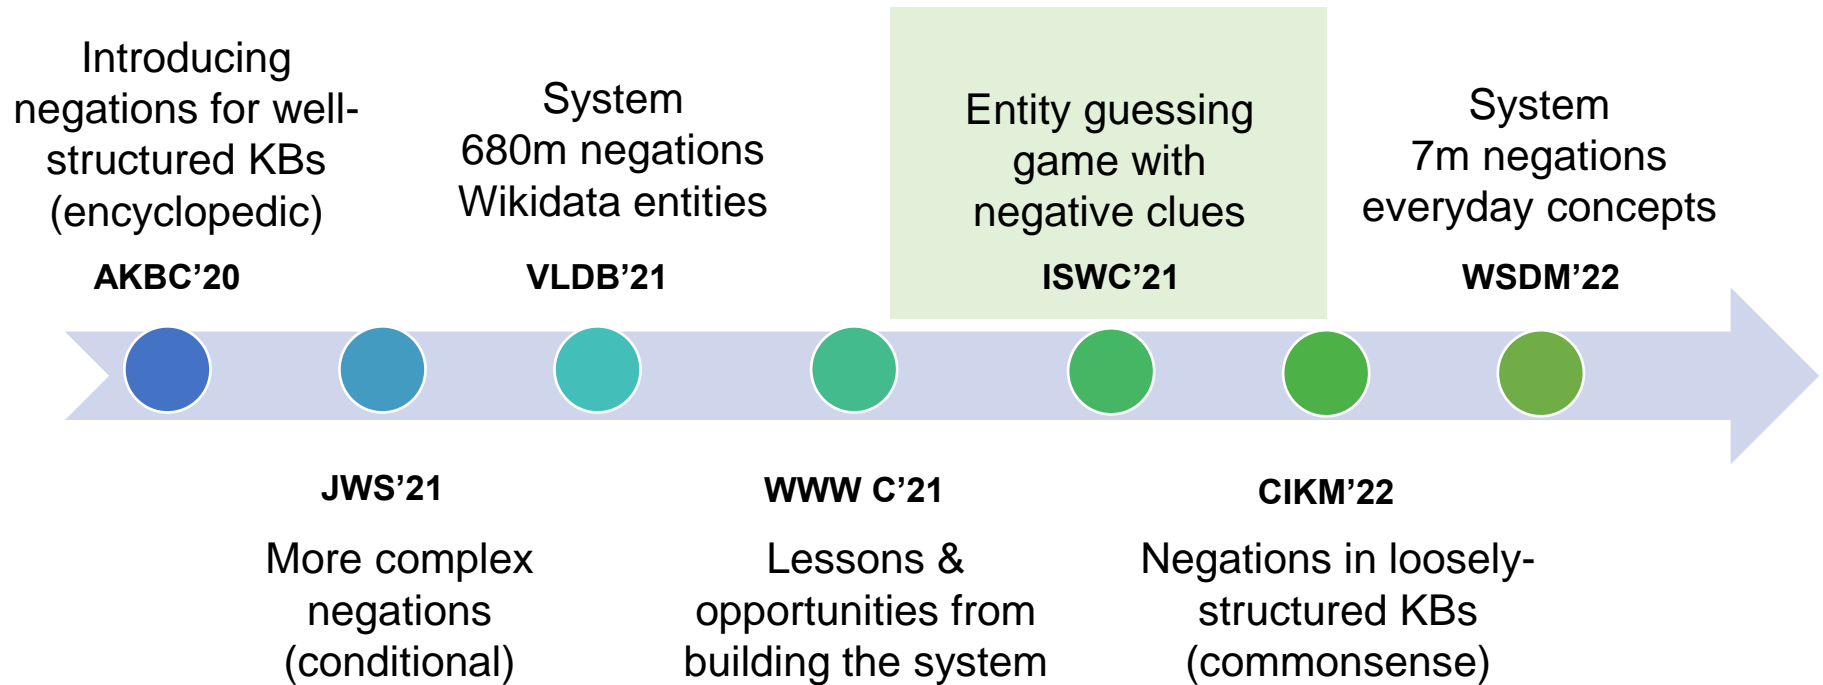 Introducing
negations for well-
structured KBs
(encyclopedic)
AKBC’20
System
680m negations
Wikidata entities
VLDB’21
Entity guessing
game with
negative clues
ISWC’21
System
7m negations
everyday concepts
WSDM’22
JWS’21
More complex
negations
(conditional)
WWW C’21
Lessons &
opportunities from
building the system
CIKM’22
Negations in loosely-
structured KBs
(commonsense)